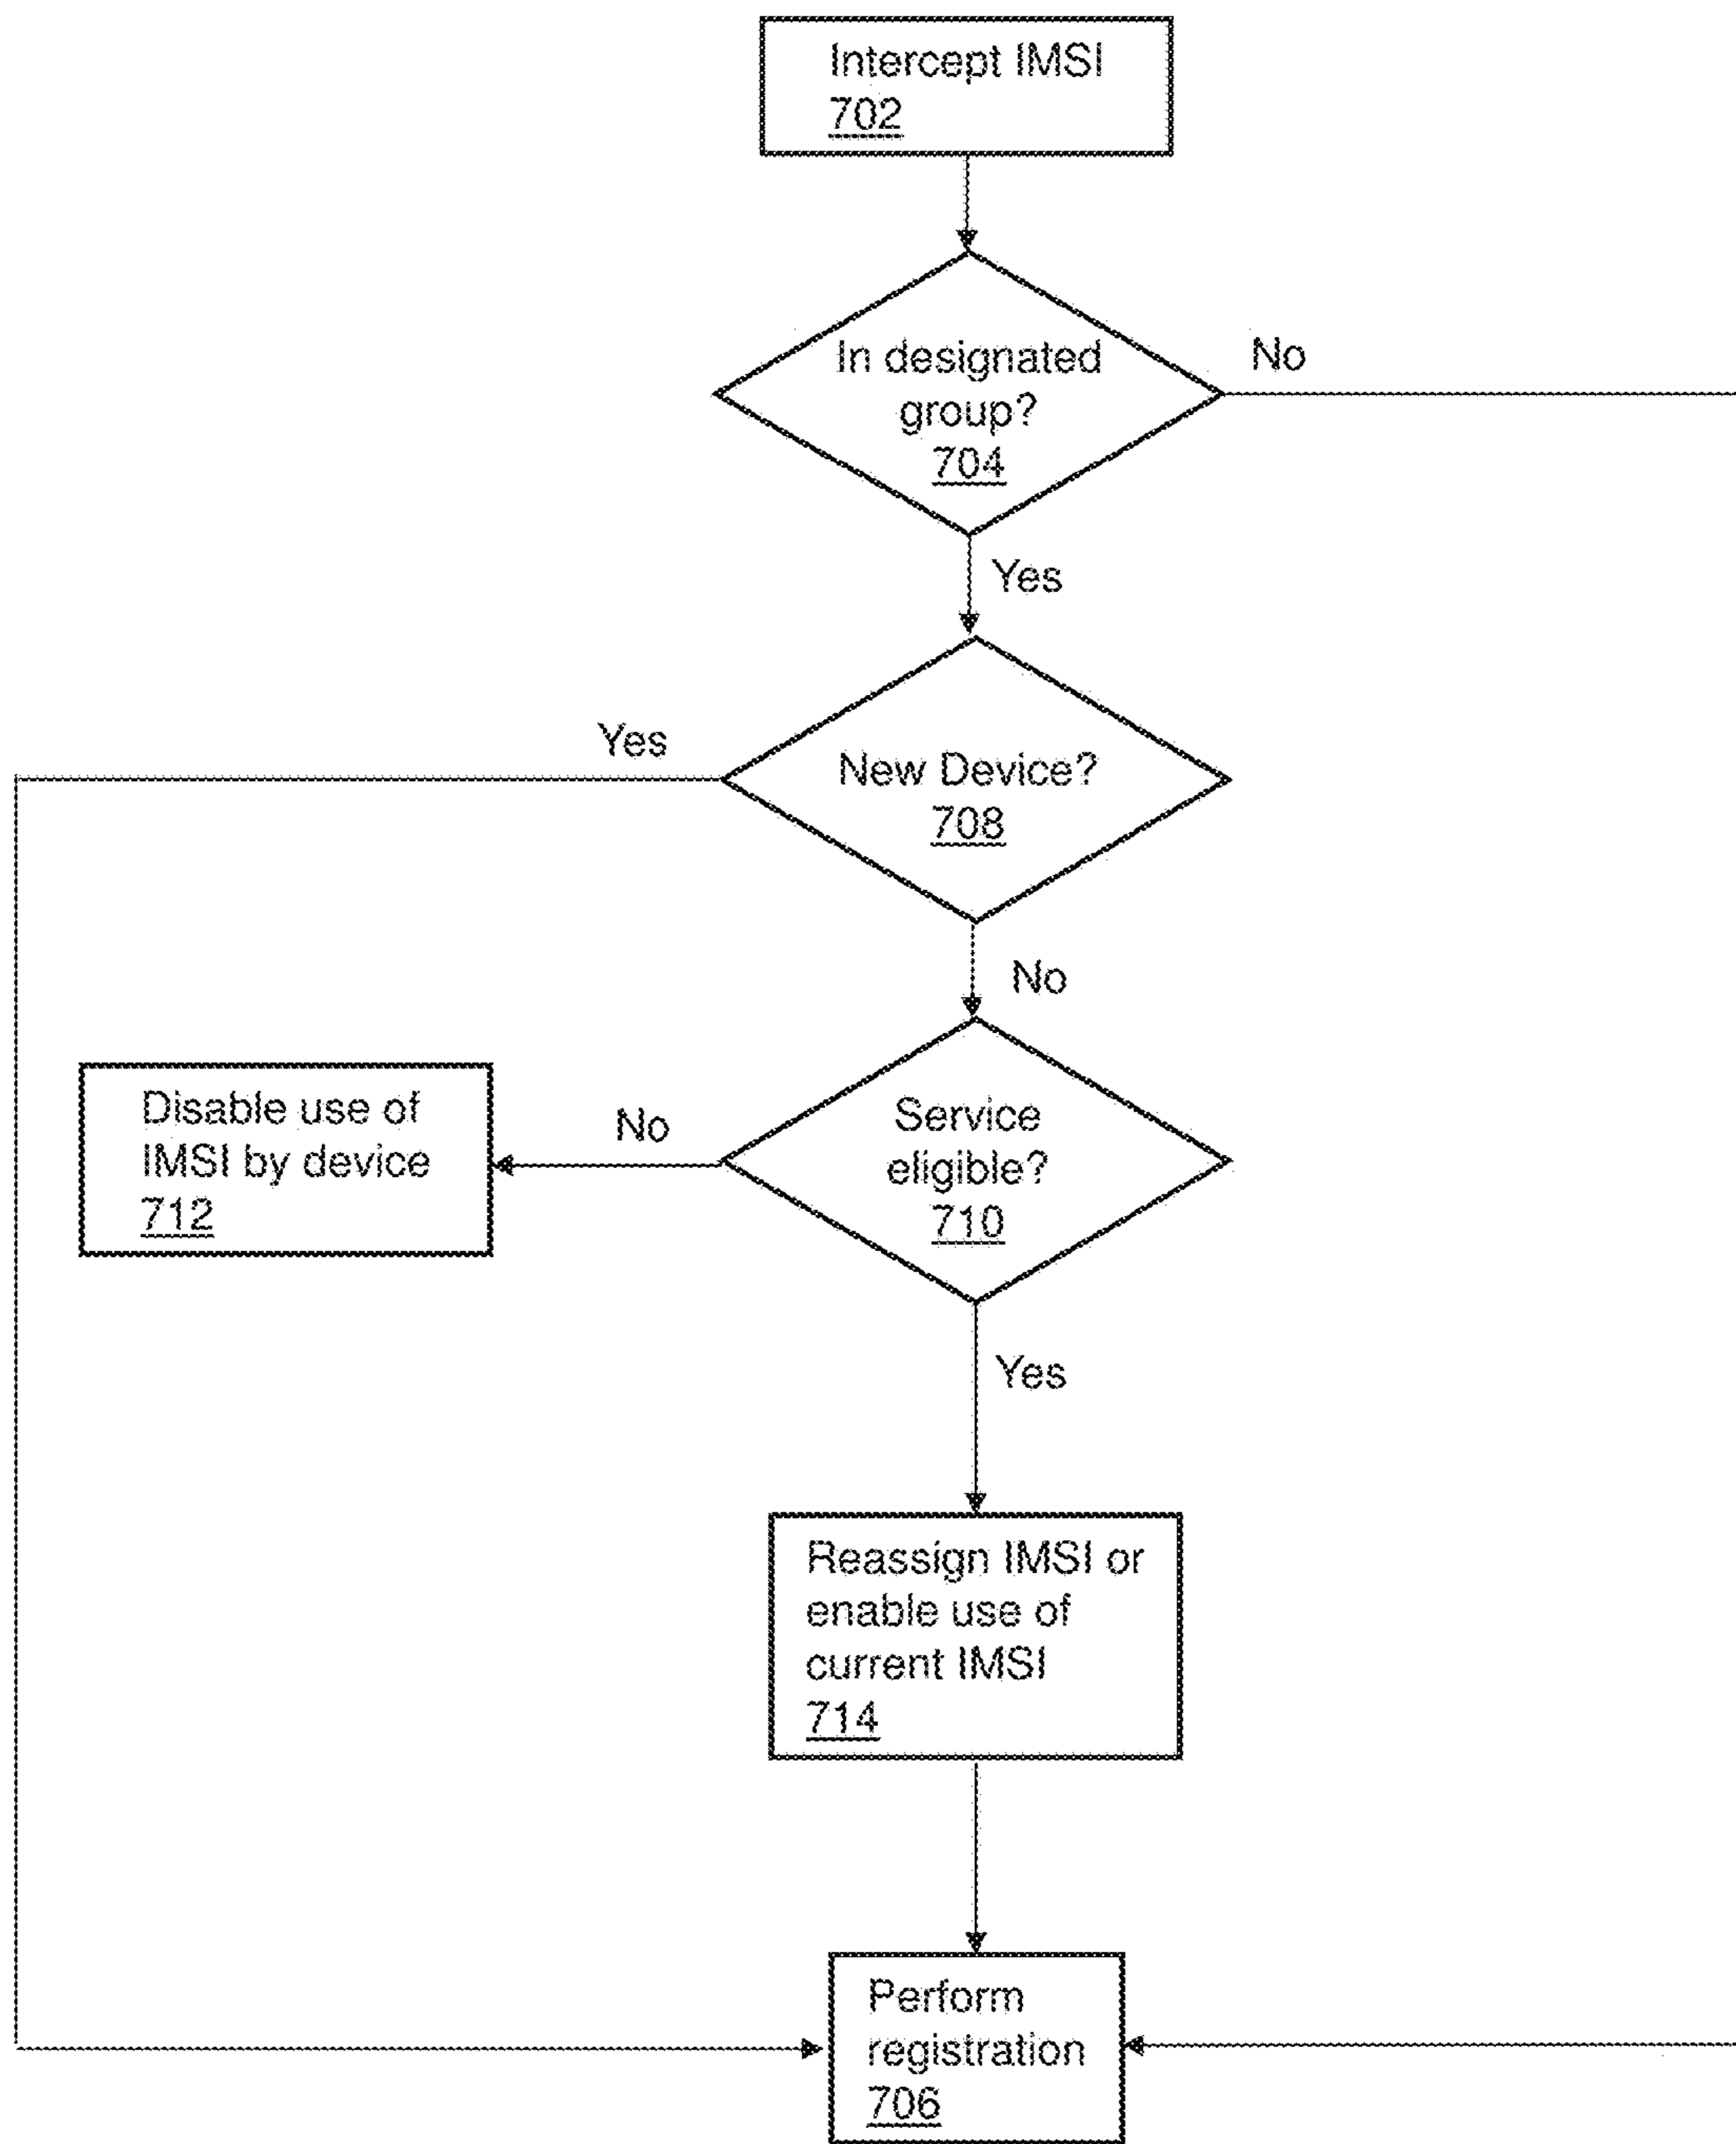 Intercept IMSI
702
In designated
group?
704
No
Yes
New Device?
708
Yes
No
Service
eligible?
710
No
Disable use of
IMSI by device
712
Yes
Reassign IMSI or
enable use of
current IMSI
714
Perform
registration
706